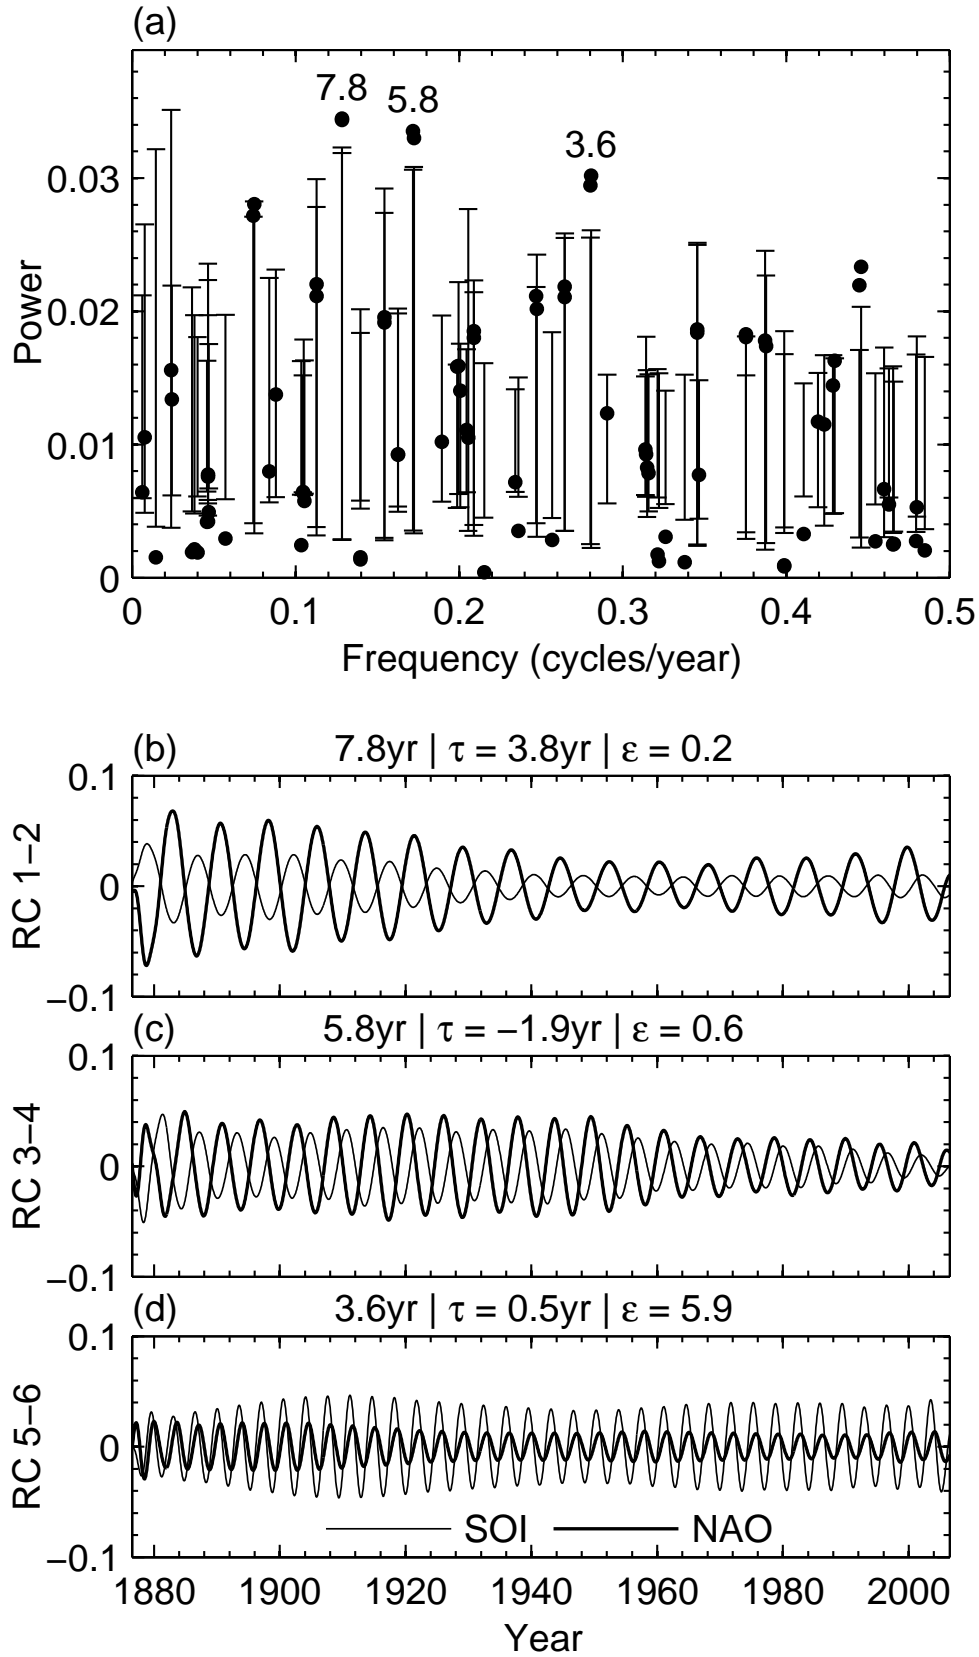 (a)
7.8
5.8
3.6
0.03
0.02
0.01
0
Power
0 0.1 0.2 0.3 0.4 0.5
Frequency (cycles/year)
(b) 7.8yr | τ = 3.8yr | ε = 0.2
0.1
0
−0.1
RC 1−2
(c) 5.8yr | τ = −1.9yr | ε = 0.6
0.1
0
−0.1
RC 3−4
(d) 3.6yr | τ = 0.5yr | ε = 5.9
0.1
0
−0.1
RC 5−6
SOI NAO
1880 1900 1920 1940 1960 1980 2000
Year